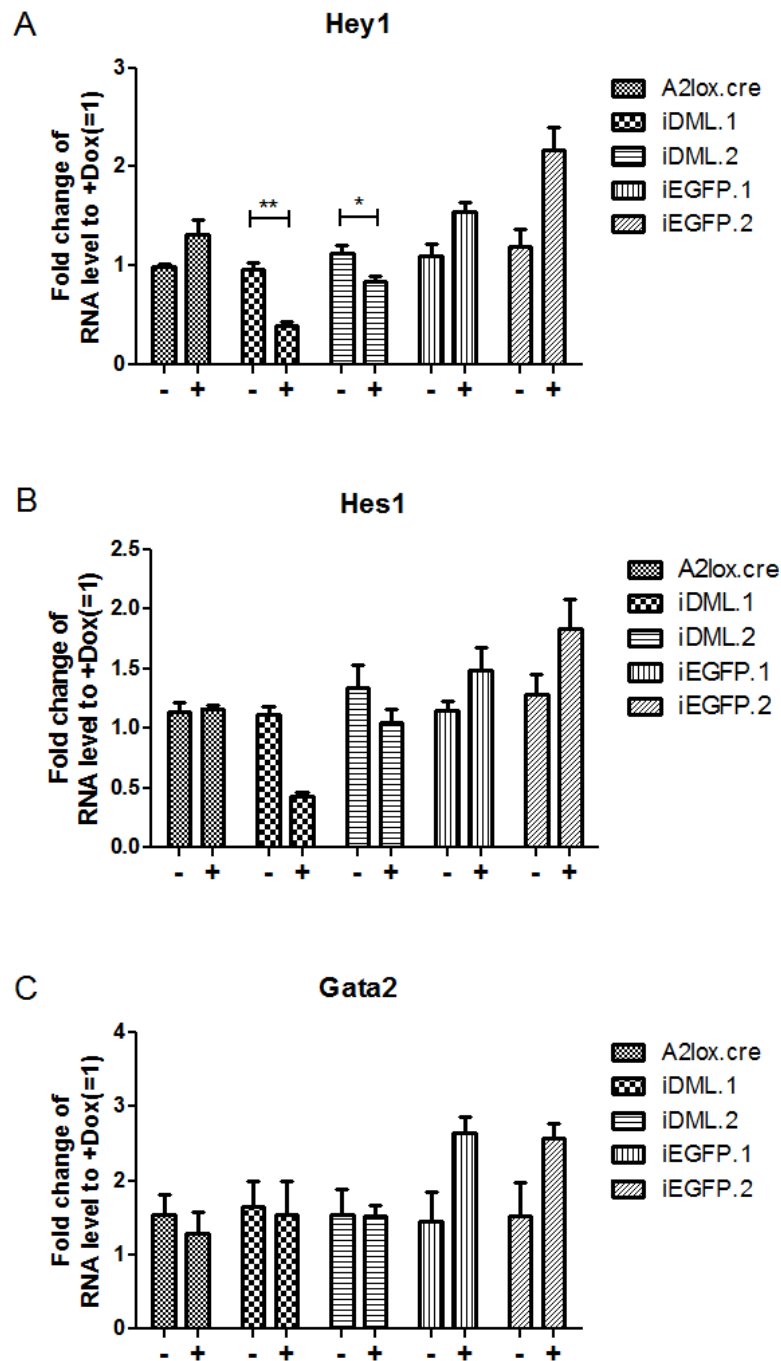 A
Hey1
Fold change of
RNA level to +Dox(=1)
3
2
1
0
** *
- + - + - + - + - +
A2lox.cre
iDML.1
iDML.2
iEGFP.1
iEGFP.2
B
Hes1
Fold change of
RNA level to +Dox(=1)
2.5
2.0
1.5
1.0
0.5
0.0
- + - + - + - + - +
A2lox.cre
iDML.1
iDML.2
iEGFP.1
iEGFP.2
C
Gata2
Fold change of
RNA level to +Dox(=1)
4
3
2
1
0
- + - + - + - + - +
A2lox.cre
iDML.1
iDML.2
iEGFP.1
iEGFP.2